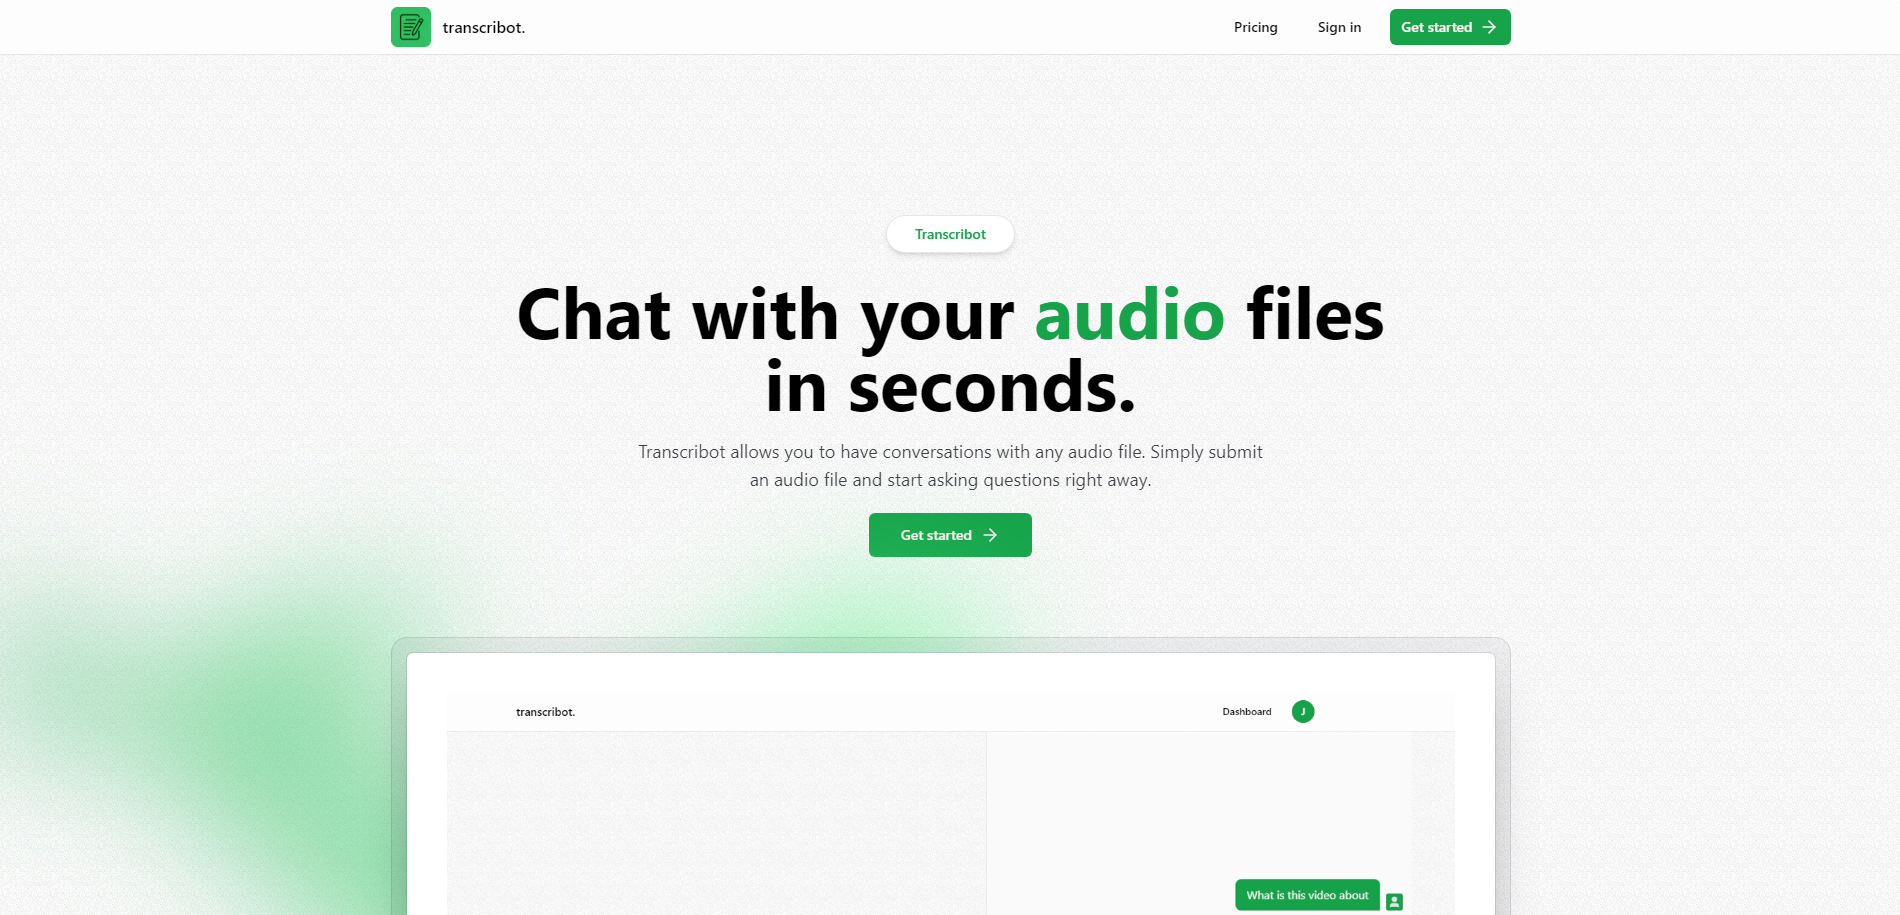 transcribot.
Pricing
Sign in
Get started
Transcribot
Chat with your audio files
in seconds.
Transcribot allows you to have conversations with any audio file. Simply submit
an audio file and start asking questions right away.
Get started
transcribot.
Dashboard
J
What is this video about